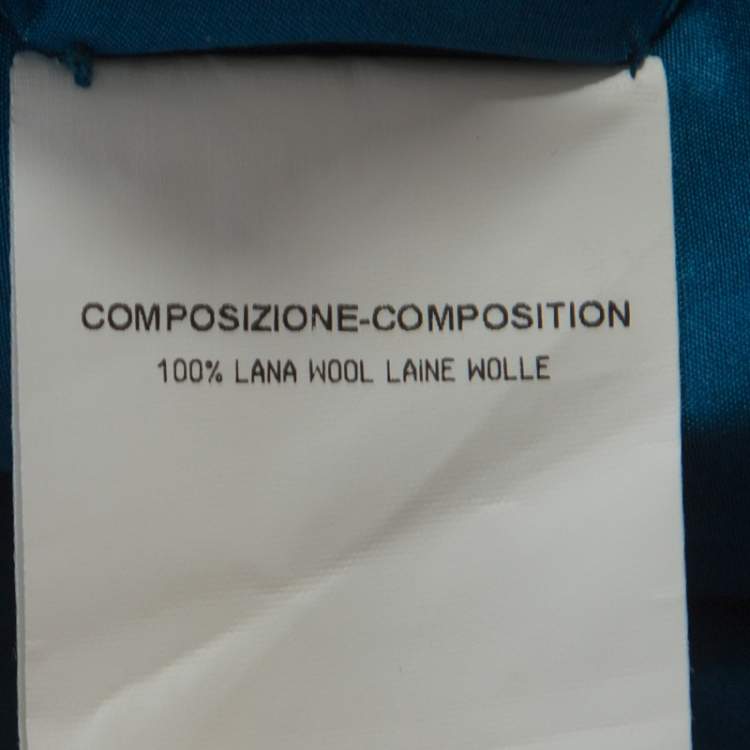 COMPOSIZIONE-COMPOSITION
100% LANA WOOL LAINE WOLLE